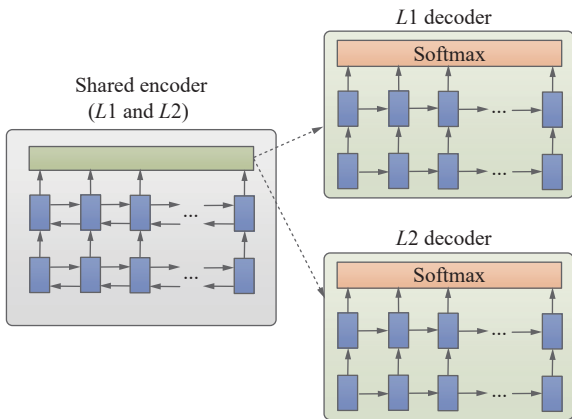 Shared encoder
(L1 and L2)
...
...
L1 decoder
Softmax
...
...
L2 decoder
Softmax
...
...